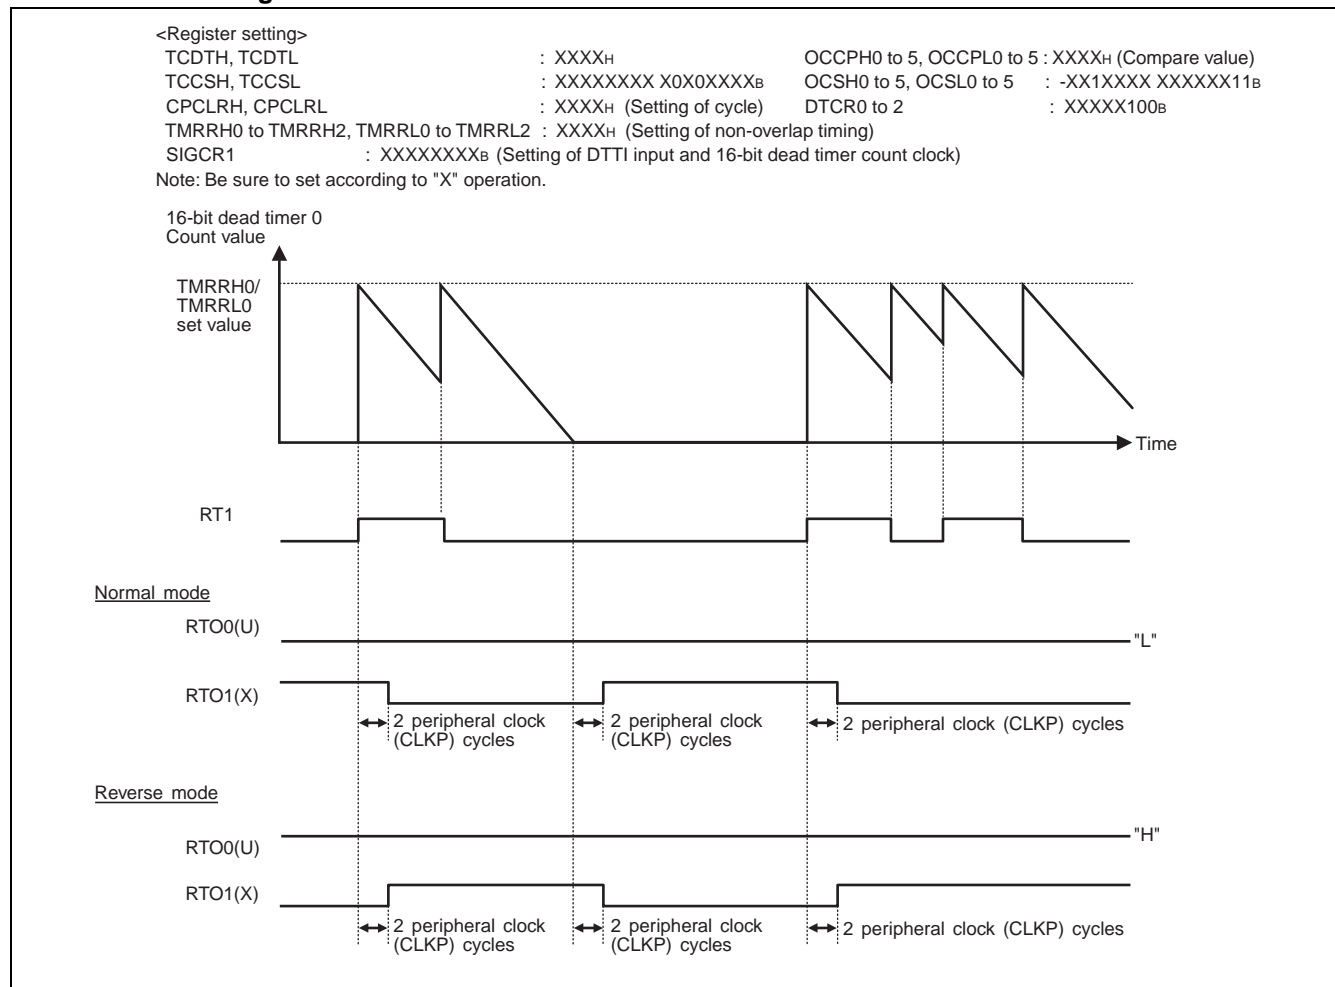 <Register setting>
TCDTH, TCDTL : XXXXH OCCPH0 to 5, OCCPL0 to 5 : XXXXH (Compare value)
TCCSH, TCCSL : XXXXXXXX X0X0XXXXB OCSH0 to 5, OCSL0 to 5 : -XX1XXXX XXXXXX11B
CPCLRH, CPCLRL : XXXXH (Setting of cycle) DTCR0 to 2 : XXXXX100B
TMRRH0 to TMRRH2, TMRRL0 to TMRRL2 : XXXXH (Setting of non-overlap timing)
SIGCR1 : XXXXXXXXB (Setting of DTTI input and 16-bit dead timer count clock)
Note: Be sure to set according to "X" operation.
16-bit dead timer 0
Count value
TMRRH0/
TMRRL0
set value
Time
RT1
Normal mode
RTO0(U)
"L"
RTO1(X)
2 peripheral clock (CLKP) cycles
2 peripheral clock (CLKP) cycles
2 peripheral clock (CLKP) cycles
Reverse mode
RTO0(U)
"H"
RTO1(X)
2 peripheral clock (CLKP) cycles
2 peripheral clock (CLKP) cycles
2 peripheral clock (CLKP) cycles